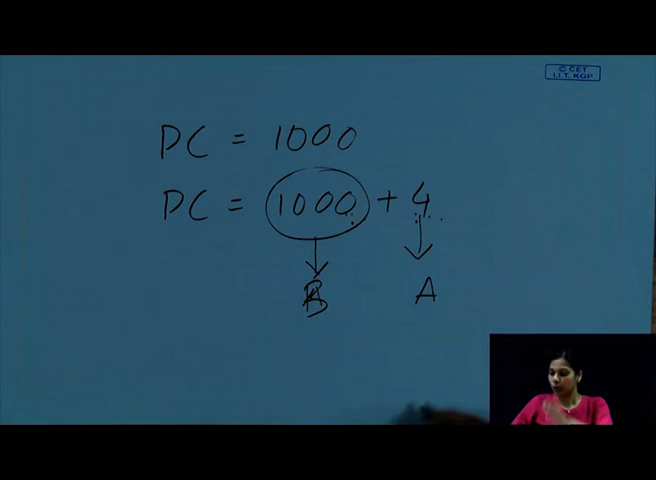 © CET
I.I.T. KGP
PC = 1000
PC = 1000 + 4
B A